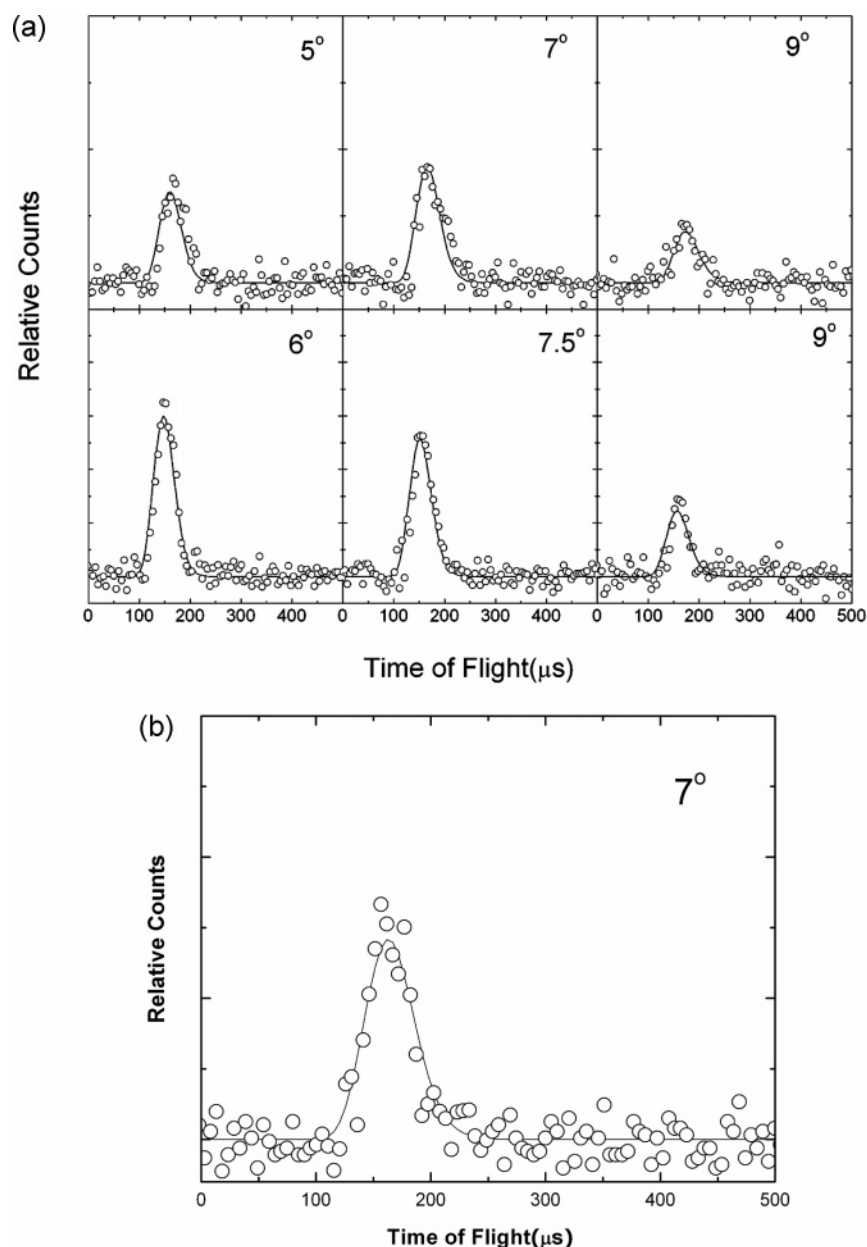 (a)
5°
7°
9°
6°
7.5°
9°
Relative Counts
0 100 200 300 400 0 100 200 300 400 0 100 200 300 400 500
Time of Flight(μs)
(b)
7°
Relative Counts
0 100 200 300 400 500
Time of Flight(μs)